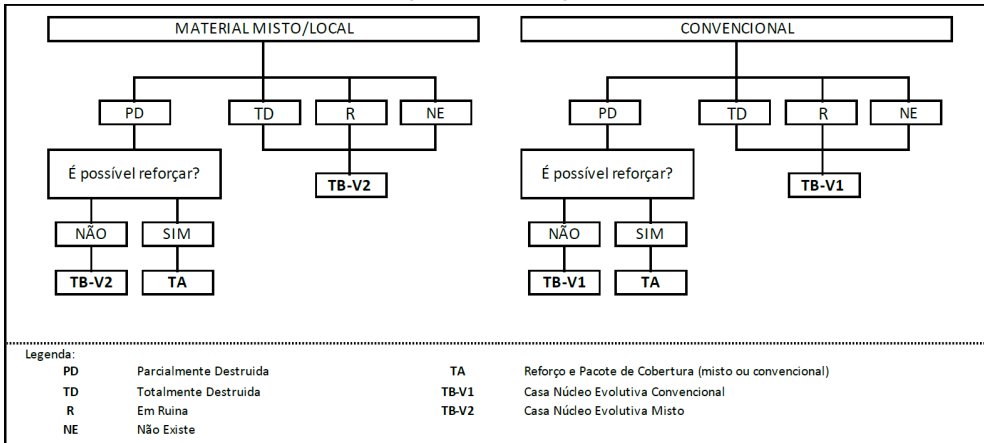 MATERIAL MISTO/LOCAL
CONVENCIONAL
PD
TD
R
NE
PD
TD
R
NE
É possível reforçar?
TB-V2
É possível reforçar?
TB-V1
NÃO
SIM
NÃO
SIM
TB-V2
TA
TB-V1
TA
Legenda:
PD Parcialmente Destruida
TA Reforço e Pacote de Cobertura (misto ou convencional)
TD Totalmente Destruida
TB-V1 Casa Núcleo Evolutiva Convencional
R Em Ruina
TB-V2 Casa Núcleo Evolutiva Misto
NE Não Existe